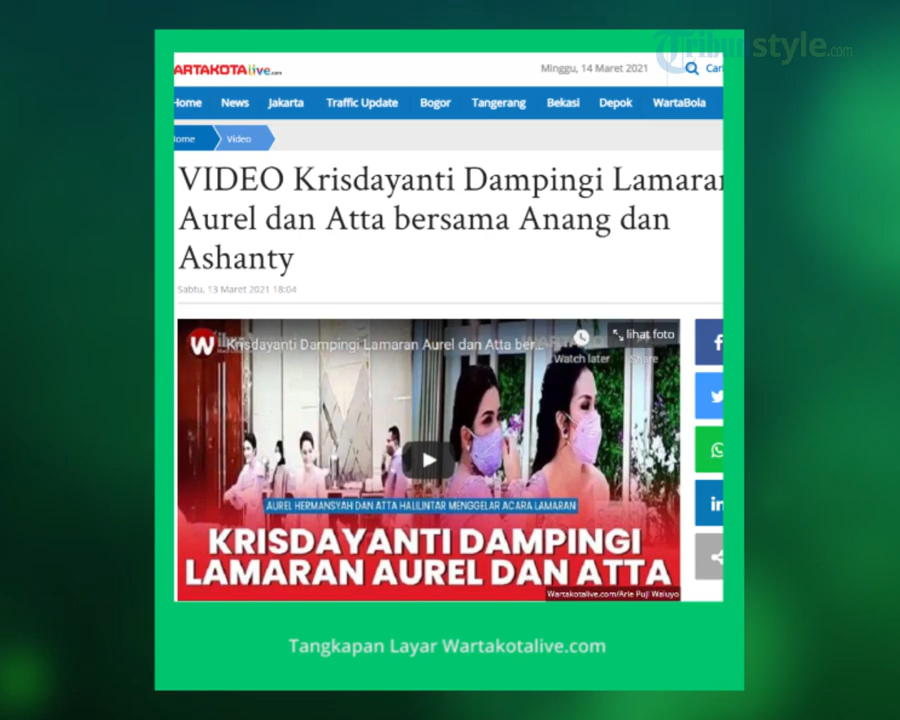 Tribunstyle.com
ARTAKOTAlive.com
Minggu, 14 Maret 2021
Cari
Home News Jakarta Traffic Update Bogor Tangerang Bekasi Depok WartaBola
ome Video
VIDEO Krisdayanti Dampingi Lamaran
Aurel dan Atta bersama Anang dan
Ashanty
Sabtu, 13 Maret 2021 18:04
Krisdayanti Dampingi Lamaran Aurel dan Atta ber...
lihat foto
Watch later Share
AUREL HERMANSYAH DAN ATTA HALILINTAR MENGGELAR ACARA LAMARAN
KRISDAYANTI DAMPINGI
LAMARAN AUREL DAN ATTA
Wartakotalive.com/Arie Puji Waluyo
Tangkapan Layar Wartakotalive.com